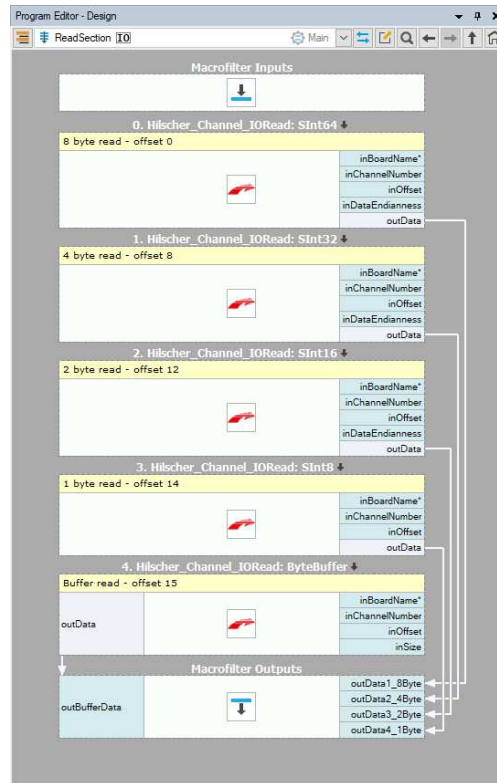 Program Editor - Design
ReadSection IO Main
Macrofilter Inputs
0. Hilscher_Channel_IORead: SInt64
8 byte read - offset 0
inBoardName*
inChannelNumber
inOffset
inDataEndianness
outData
1. Hilscher_Channel_IORead: SInt32
4 byte read - offset 8
inBoardName*
inChannelNumber
inOffset
inDataEndianness
outData
2. Hilscher_Channel_IORead: SInt16
2 byte read - offset 12
inBoardName*
inChannelNumber
inOffset
inDataEndianness
outData
3. Hilscher_Channel_IORead: SInt8
1 byte read - offset 14
inBoardName*
inChannelNumber
inOffset
outData
4. Hilscher_Channel_IORead: ByteBuffer
Buffer read - offset 15
outData
inBoardName*
inChannelNumber
inOffset
inSize
Macrofilter Outputs
outBufferData
outData1_8Byte
outData2_4Byte
outData3_2Byte
outData4_1Byte